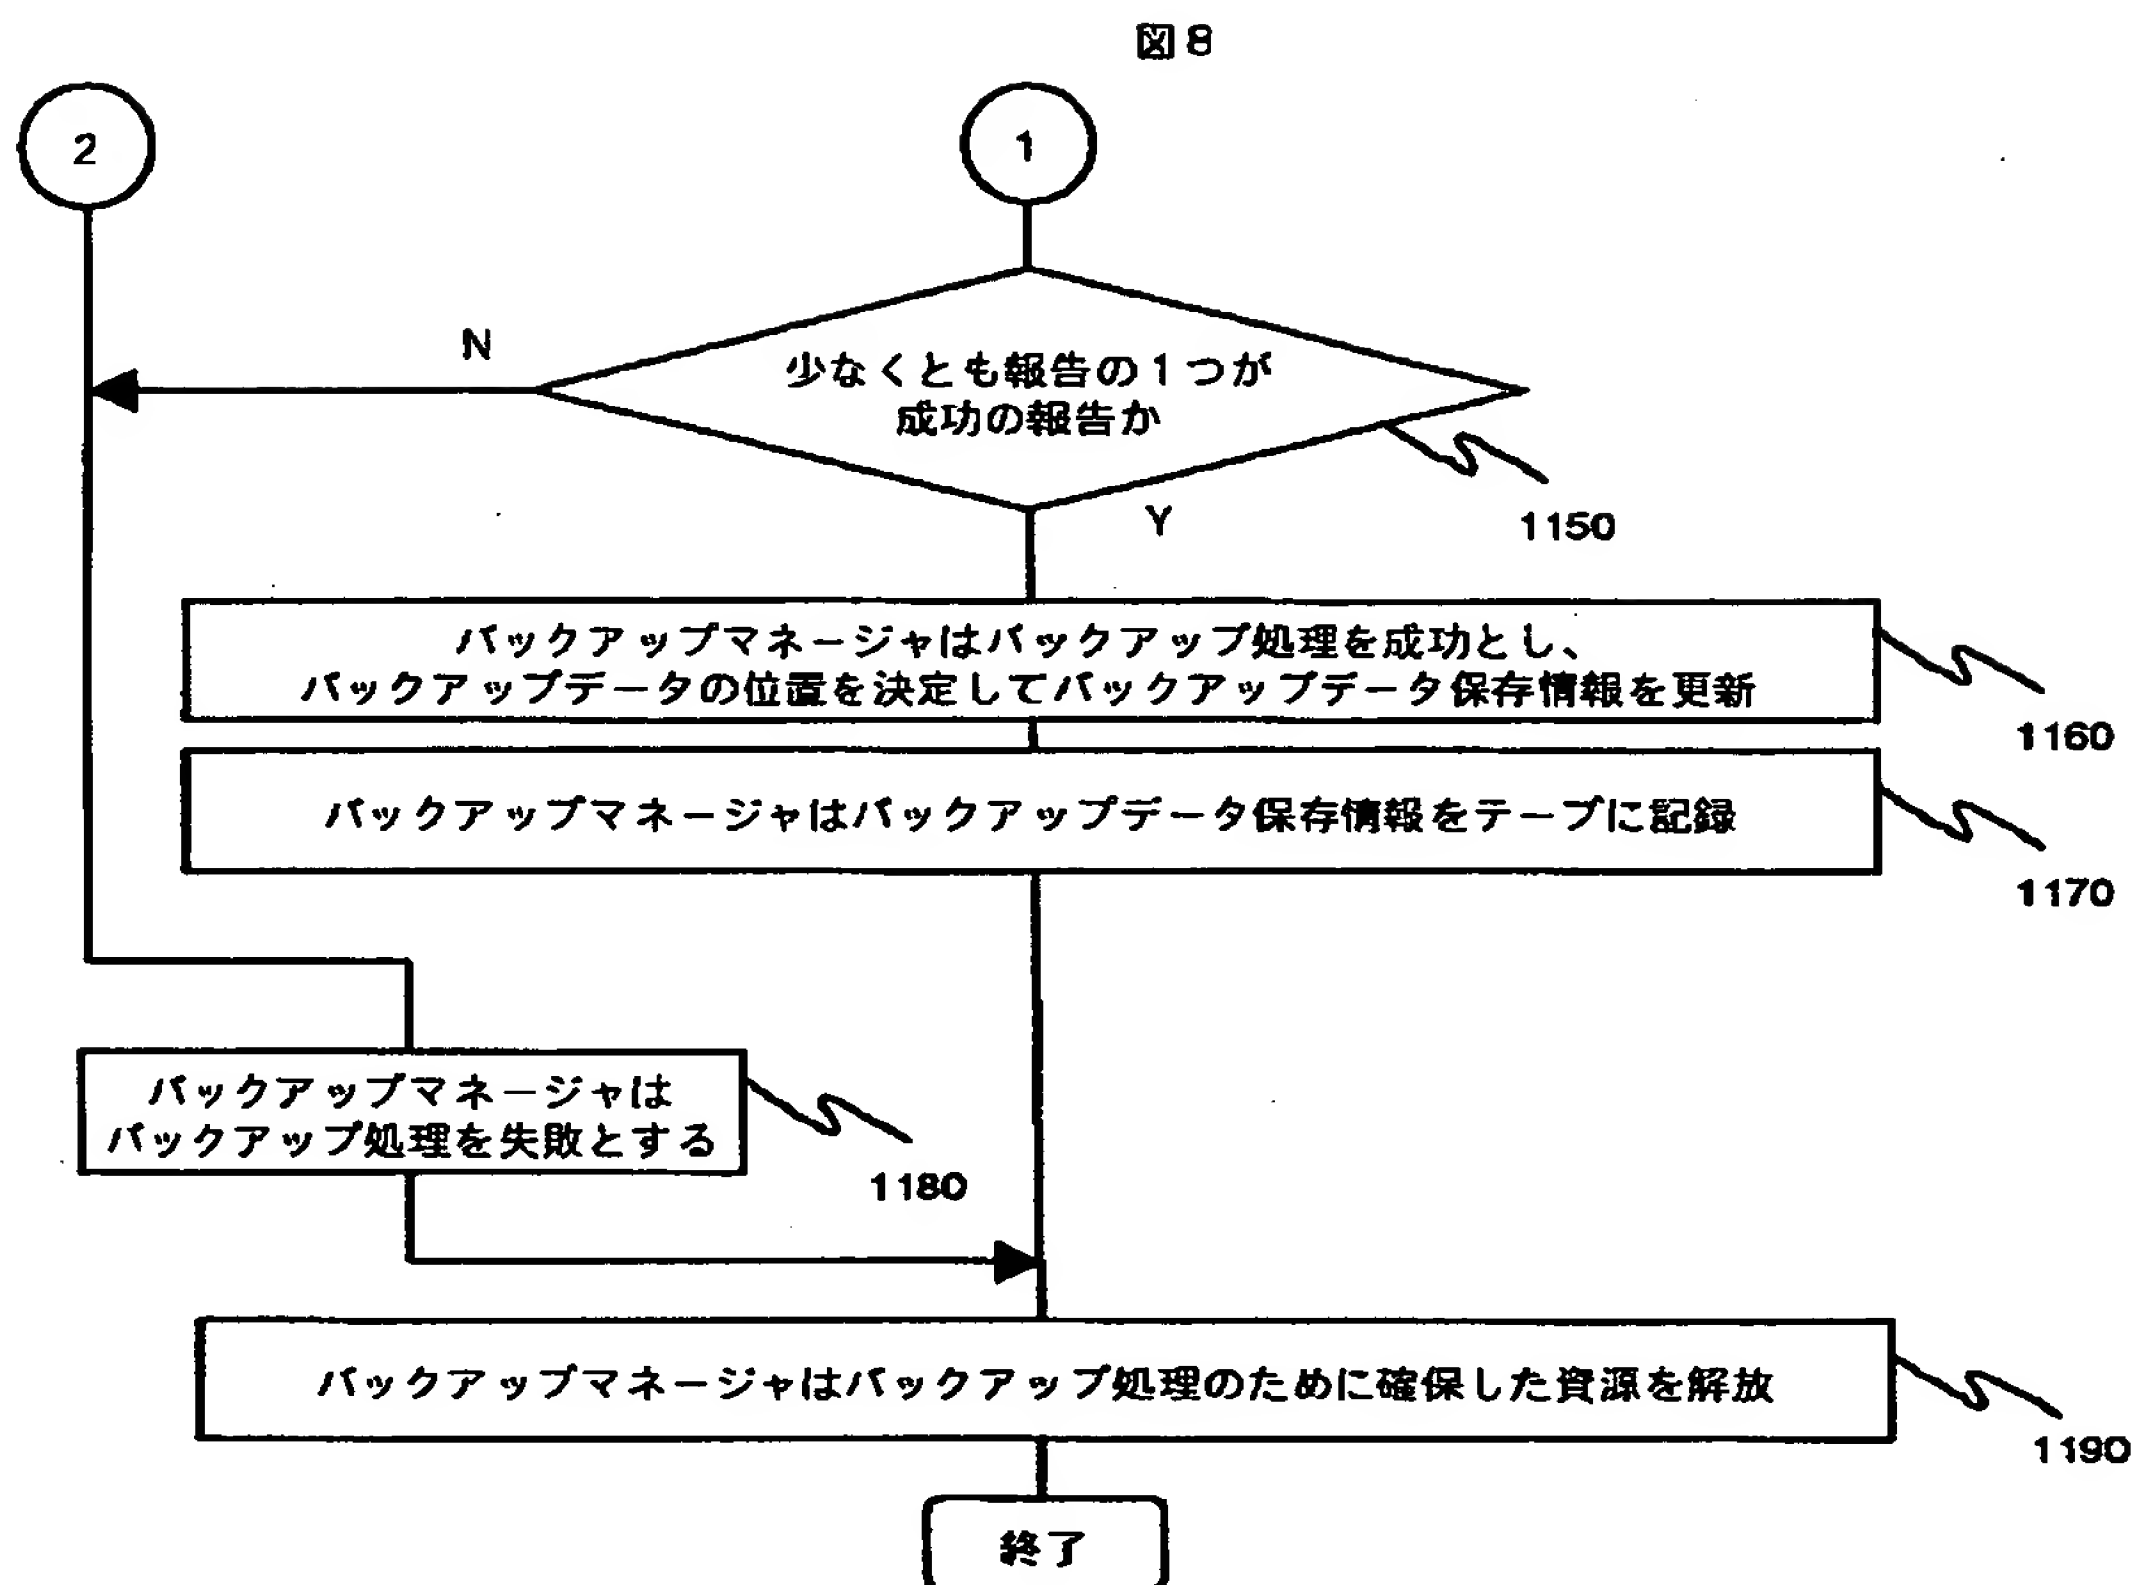 図8
2
1
N
少なくとも報告の1つが
成功の報告か
Y
1150
バックアップマネージャはバックアップ処理を成功とし、
バックアップデータの位置を決定してバックアップデータ保存情報を更新
1160
バックアップマネージャはバックアップデータ保存情報をテープに記録
1170
バックアップマネージャは
バックアップ処理を失敗とする
1180
バックアップマネージャはバックアップ処理のために確保した資源を解放
1190
終了